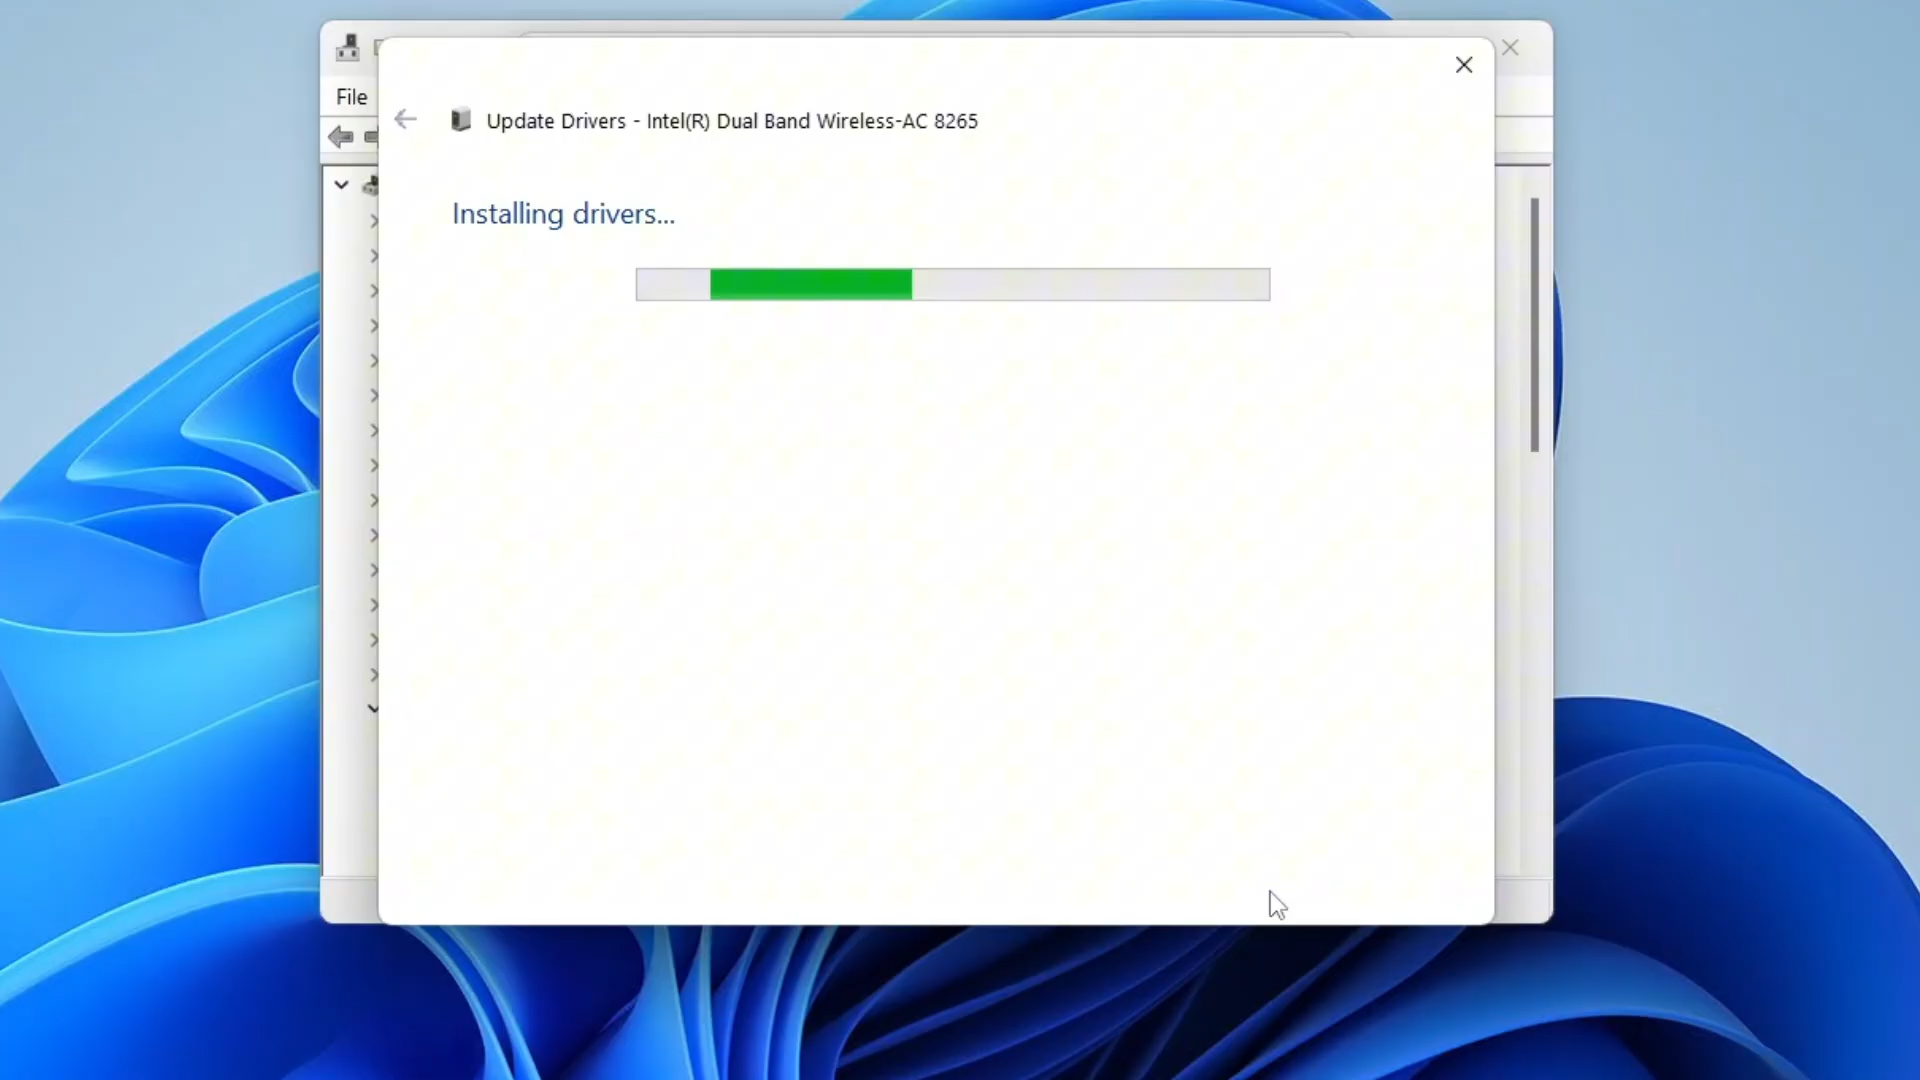 File
Update Drivers - Intel(R) Dual Band Wireless-AC 8265
Installing drivers...